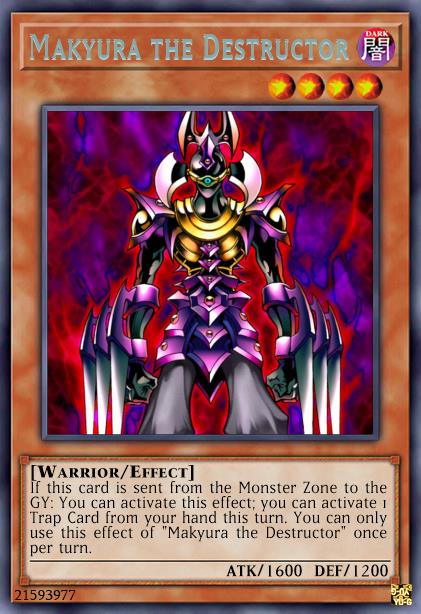 Makyura the Destructor
DARK
闇
[Warrior/Effect]
If this card is sent from the Monster Zone to the
GY: You can activate this effect; you can activate 1
Trap Card from your hand this turn. You can only
use this effect of "Makyura the Destructor" once
per turn.
ATK/1600 DEF/1200
21593977